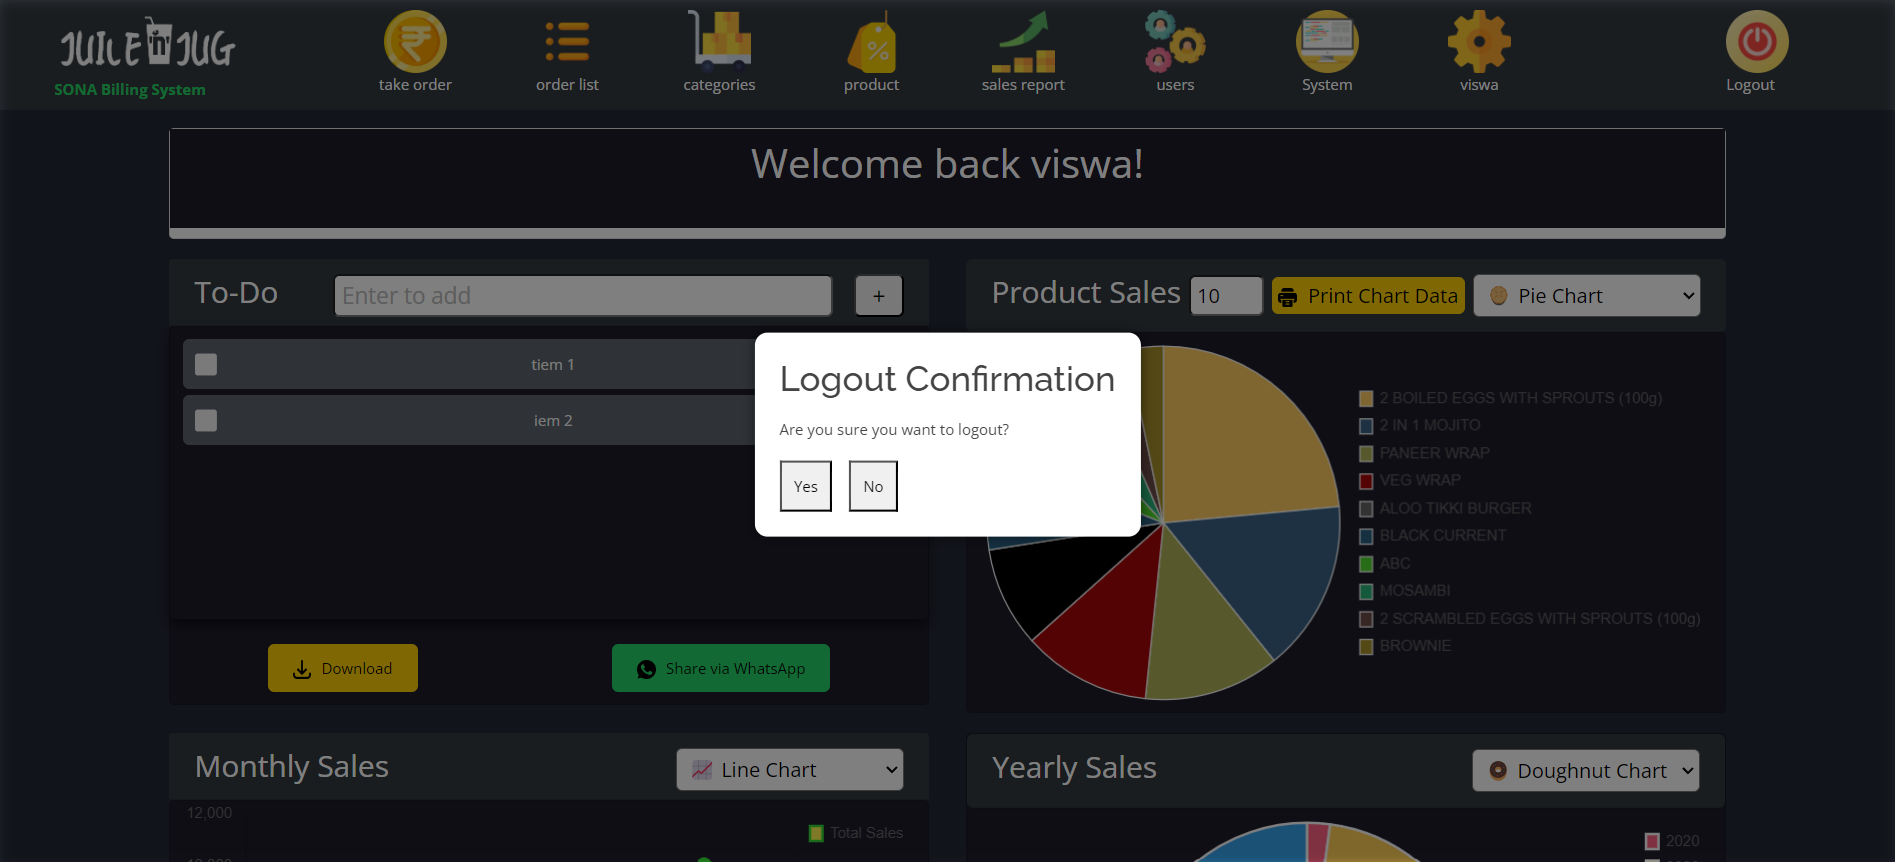 JUICE 'n' JUG
SONA Billing System
take order
order list
categories
product
sales report
users
System
viswa
Logout
Welcome back viswa!
To-Do
Enter to add
+
tiem 1
iem 2
Download
Share via WhatsApp
Product Sales
10
Print Chart Data
Pie Chart
2 BOILED EGGS WITH SPROUTS (100g)
2 IN 1 MOJITO
PANEER WRAP
VEG WRAP
ALOO TIKKI BURGER
BLACK CURRENT
ABC
MOSAMBI
2 SCRAMBLED EGGS WITH SPROUTS (100g)
BROWNIE
Logout Confirmation
Are you sure you want to logout?
Yes
No
Monthly Sales
Line Chart
12,000
Total Sales
Yearly Sales
Doughnut Chart
2020